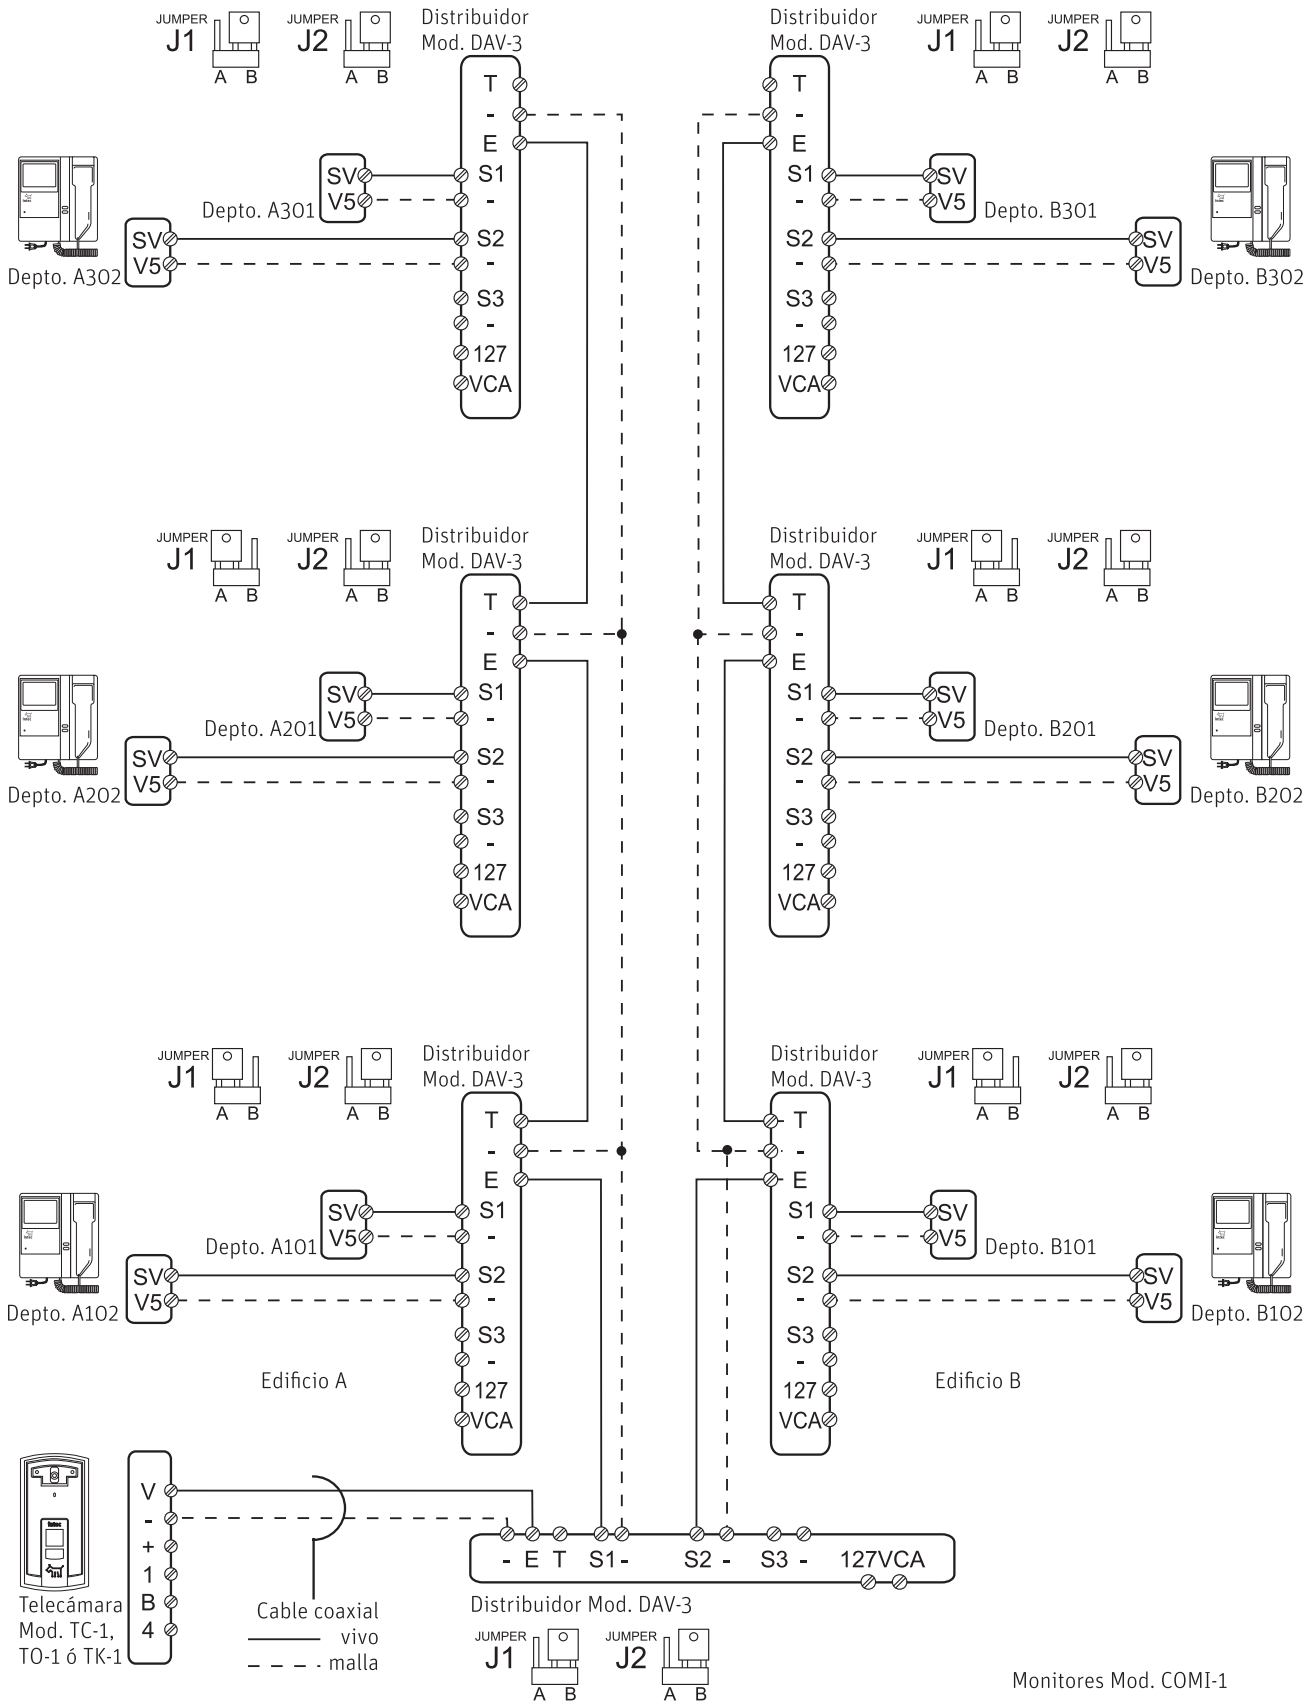 JUMPER
J1
A B
JUMPER
J2
A B
Distribuidor
Mod. DAV-3
T
-
E
S1
-
S2
-
S3
-
127
VCA
SV
V5
Depto. A301
SV
V5
Depto. A302
Distribuidor
Mod. DAV-3
JUMPER
J1
A B
JUMPER
J2
A B
T
-
E
S1
-
S2
-
S3
-
127
VCA
SV
V5
Depto. B301
SV
V5
Depto. B302
JUMPER
J1
A B
JUMPER
J2
A B
Distribuidor
Mod. DAV-3
T
-
E
S1
-
S2
-
S3
-
127
VCA
SV
V5
Depto. A201
SV
V5
Depto. A202
Distribuidor
Mod. DAV-3
JUMPER
J1
A B
JUMPER
J2
A B
T
-
E
S1
-
S2
-
S3
-
127
VCA
SV
V5
Depto. B201
SV
V5
Depto. B202
JUMPER
J1
A B
JUMPER
J2
A B
Distribuidor
Mod. DAV-3
T
-
E
S1
-
S2
-
S3
-
127
VCA
SV
V5
Depto. A101
SV
V5
Depto. A102
Edificio A
Distribuidor
Mod. DAV-3
JUMPER
J1
A B
JUMPER
J2
A B
T
-
E
S1
-
S2
-
S3
-
127
VCA
SV
V5
Depto. B101
SV
V5
Depto. B102
Edificio B
intec
V
-
+
1
B
4
Telecámara
Mod. TC-1,
TO-1 ó TK-1
Cable coaxial
vivo
malla
- E T S1 - S2 - S3 - 127 VCA
Distribuidor Mod. DAV-3
JUMPER
J1
A B
JUMPER
J2
A B
Monitores Mod. COMI-1